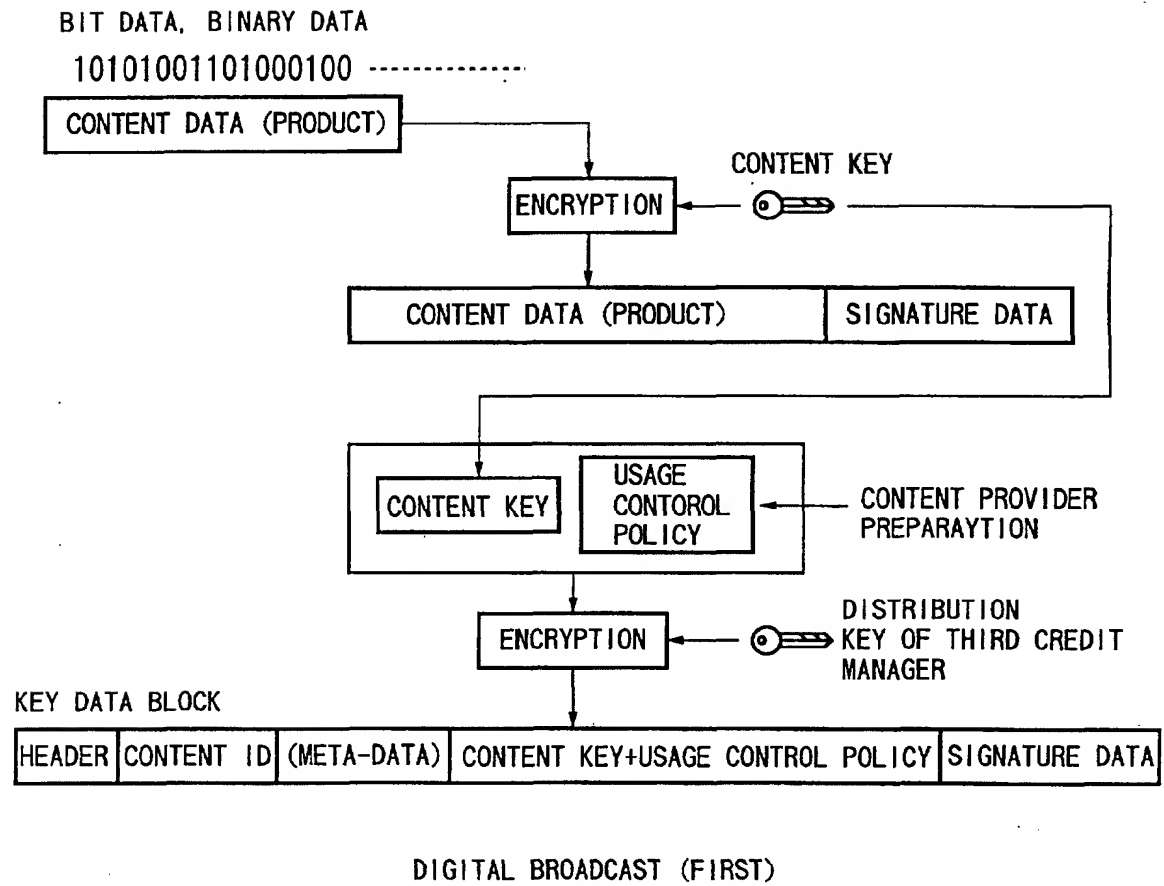 BIT DATA, BINARY DATA
10101001101000100 ---------------
CONTENT DATA (PRODUCT)
CONTENT KEY
ENCRYPTION
CONTENT DATA (PRODUCT) SIGNATURE DATA
CONTENT KEY
USAGE
CONTOROL
POLICY
CONTENT PROVIDER
PREPARAYTION
ENCRYPTION
DISTRIBUTION
KEY OF THIRD CREDIT
MANAGER
KEY DATA BLOCK
HEADER CONTENT ID (META-DATA) CONTENT KEY+USAGE CONTROL POLICY SIGNATURE DATA
DIGITAL BROADCAST (FIRST)